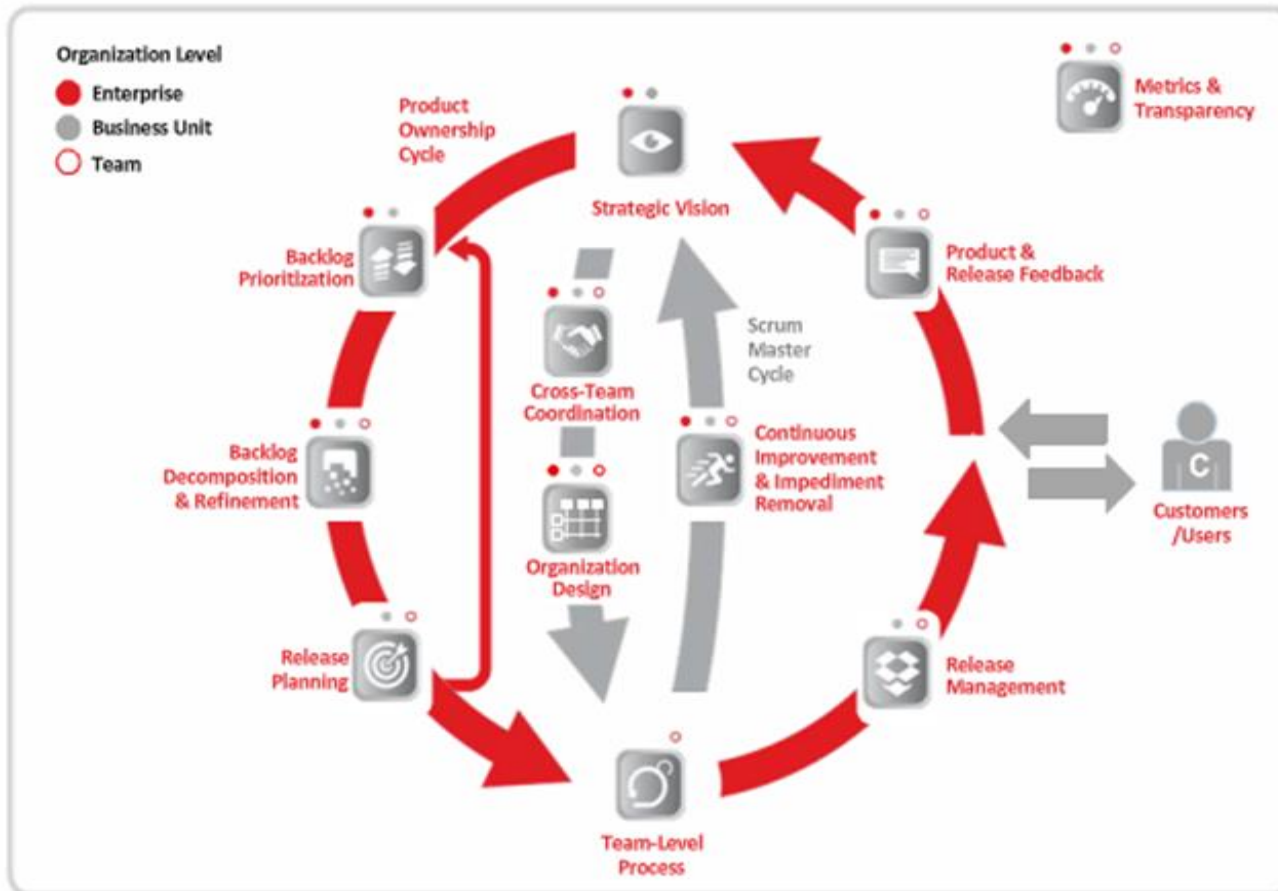 Organization Level
Enterprise
Business Unit
Team
Product
Ownership
Cycle
Metrics &
Transparency
Strategic Vision
Backlog
Prioritization
Product &
Release Feedback
Cross-Team
Coordination
Scrum
Master
Cycle
Backlog
Decomposition
& Refinement
Continuous
Improvement
& Impediment
Removal
C
Customers
/Users
Organization
Design
Release
Planning
Release
Management
Team-Level
Process